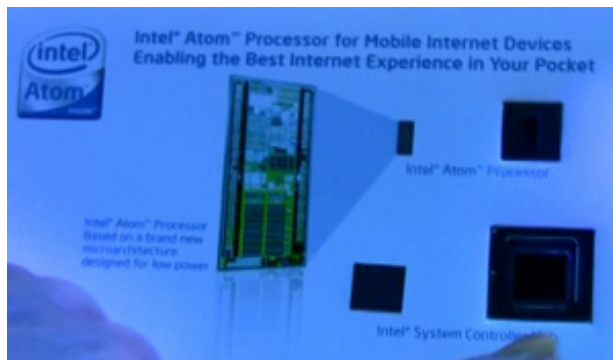 Intel® Atom™ Processor for Mobile Internet Devices
Enabling the Best Internet Experience in Your Pocket
intel
Atom
Intel® Atom™ Processor
Intel® Atom™ Processor
Based on a brand-new
microarchitecture
designed for low power
Intel® System Controller